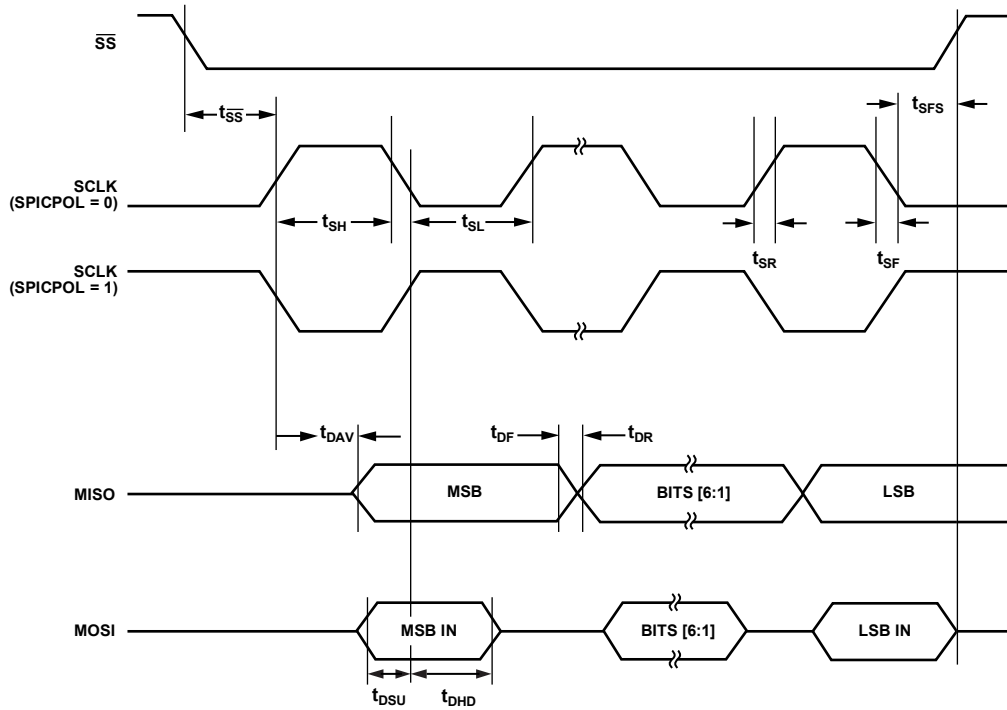 SS
tSS
tSFS
SCLK
(SPICPOL = 0)
tSH
tSL
tSR
tSF
SCLK
(SPICPOL = 1)
tDAV
tDF
tDR
MISO
MSB
BITS [6:1]
LSB
MOSI
MSB IN
BITS [6:1]
LSB IN
tDSU
tDHD